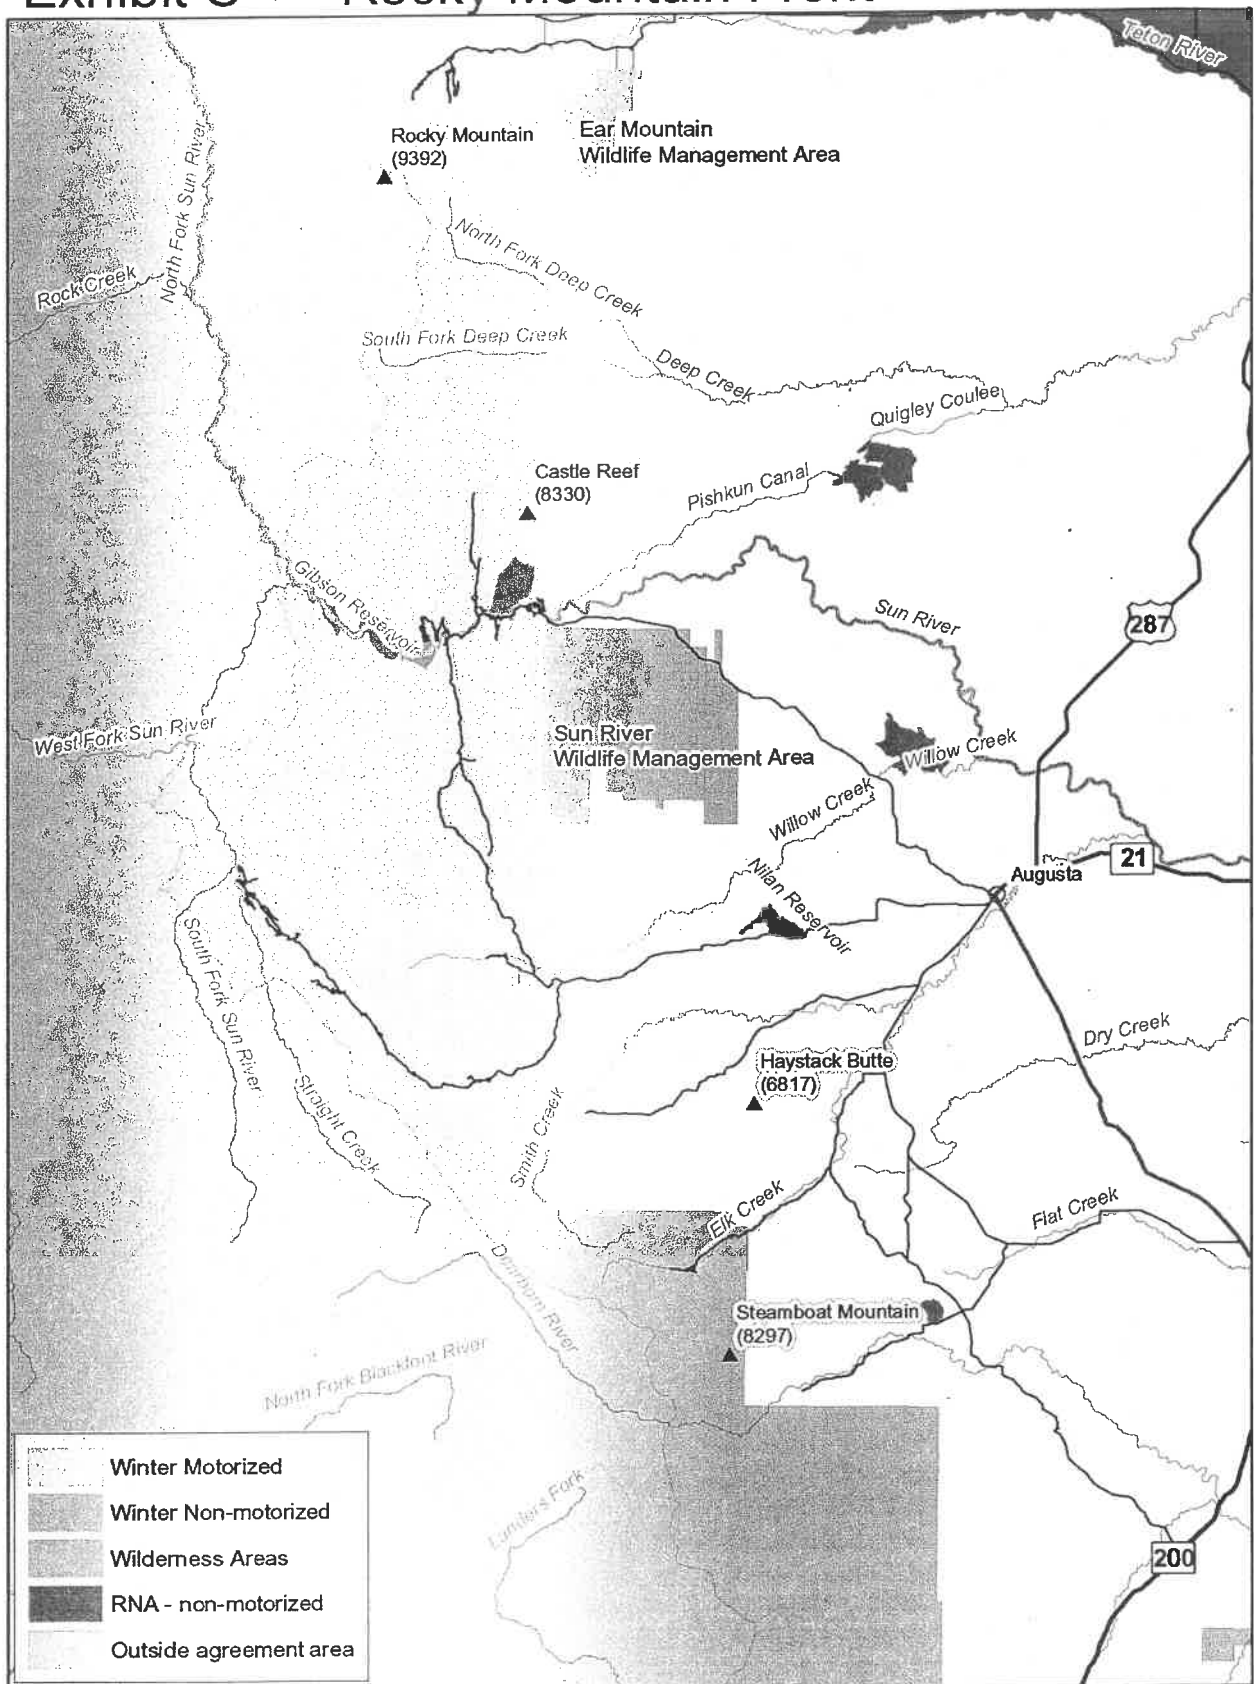 Teton River
Rocky Mountain
(9392)
Ear Mountain
Wildlife Management Area
North Fork Sun River
Rock Creek
North Fork Deep Creek
South Fork Deep Creek
Deep Creek
Quigley Coulee
Castle Reef
(8330)
Pishkun Canal
Gibson Reservoir
Sun River
287
West Fork Sun River
Sun River
Wildlife Management Area
Willow Creek
Willow Creek
21
Augusta
Nilan Reservoir
South Fork Sun River
Dry Creek
Haystack Butte
(6817)
Straight Creek
Smith Creek
Elk Creek
Flat Creek
Dearborn River
Steamboat Mountain
(8297)
North Fork Blackfoot River
Landers Fork
200
Winter Motorized
Winter Non-motorized
Wilderness Areas
RNA - non-motorized
Outside agreement area